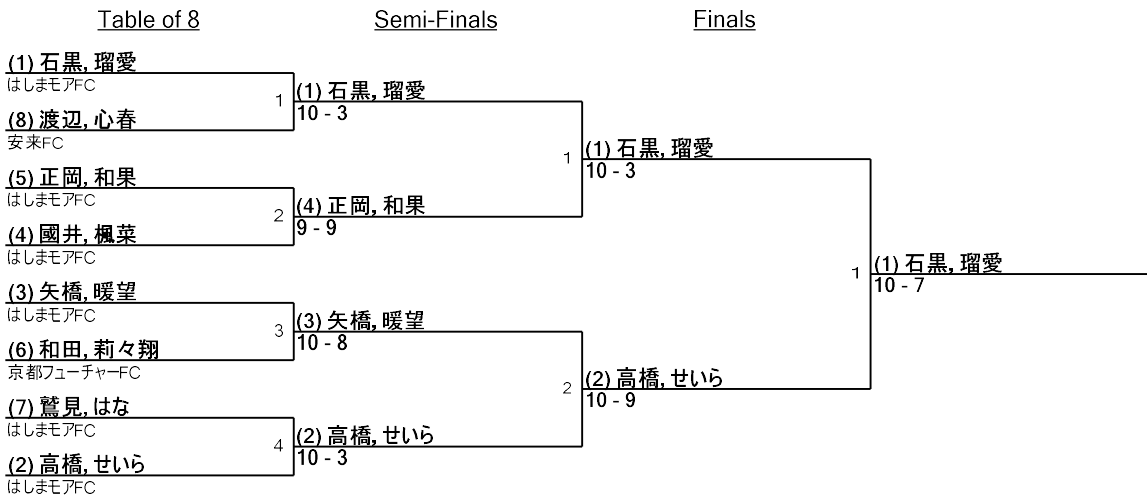 Table of 8
Semi-Finals
Finals
(1) 石黒, 瑠愛
はしまモアFC
(8) 渡辺, 心春
安来FC
(5) 正岡, 和果
はしまモアFC
(4) 國井, 楓菜
はしまモアFC
(3) 矢橋, 暖望
はしまモアFC
(6) 和田, 莉々翔
京都フューチャーFC
(7) 鷲見, はな
はしまモアFC
(2) 高橋, せいら
はしまモアFC
1
(1) 石黒, 瑠愛
10 - 3
2
(4) 正岡, 和果
9 - 9
3
(3) 矢橋, 暖望
10 - 8
4
(2) 高橋, せいら
10 - 3
1
(1) 石黒, 瑠愛
10 - 3
2
(2) 高橋, せいら
10 - 9
1
(1) 石黒, 瑠愛
10 - 7